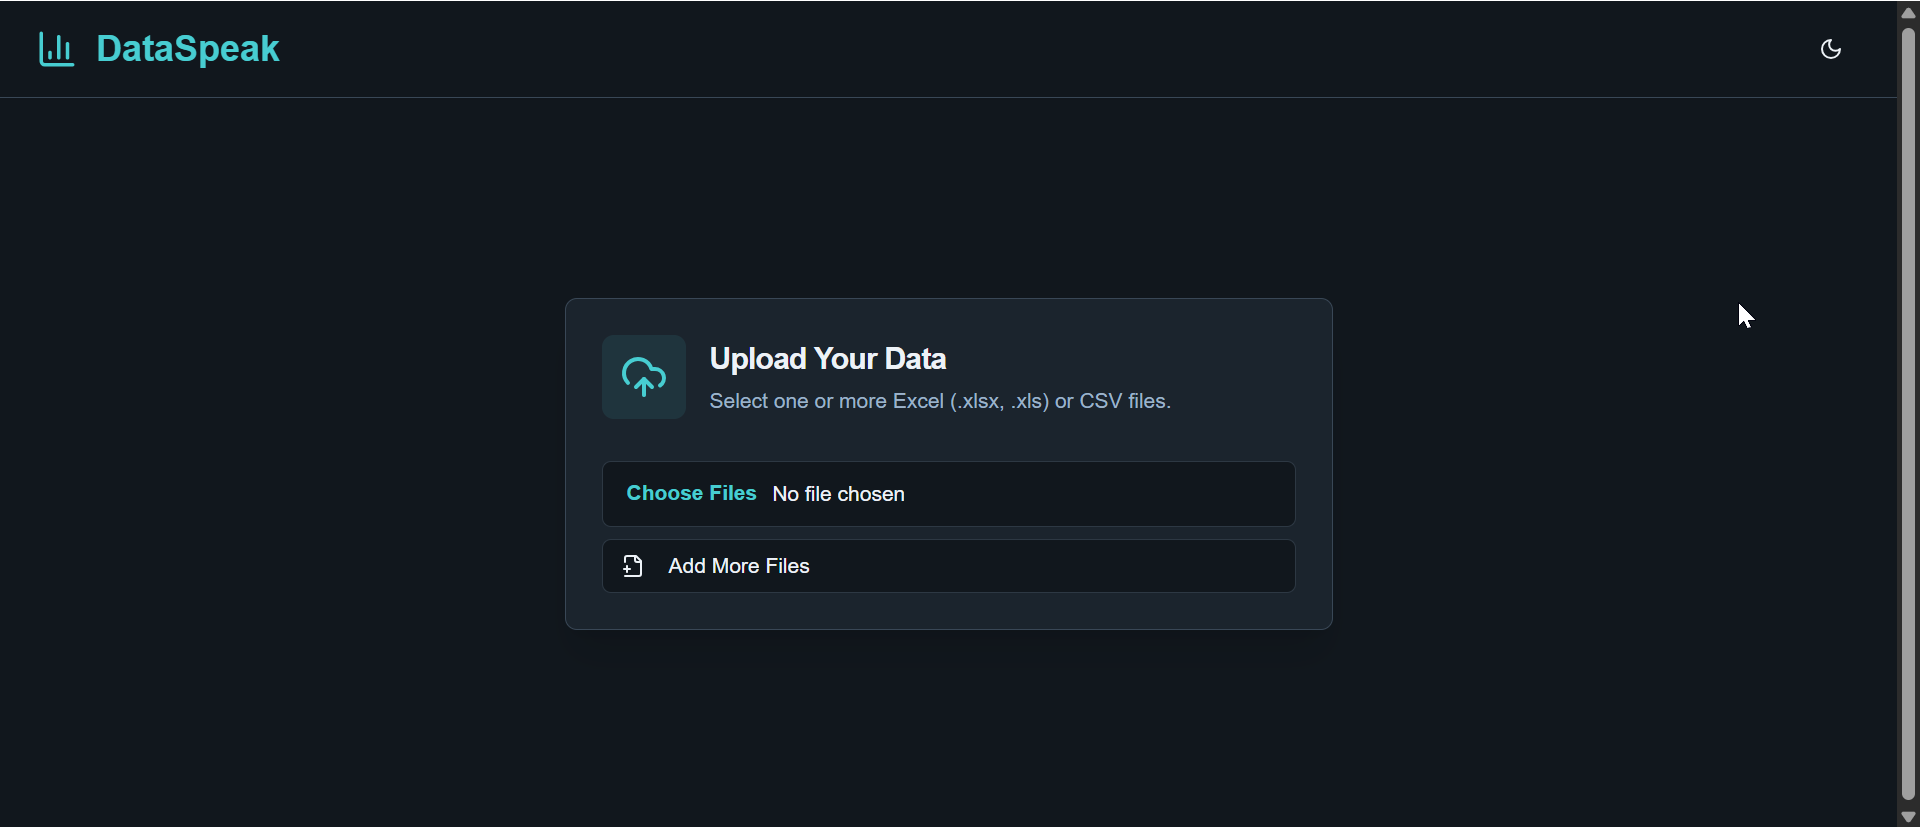 DataSpeak
Upload Your Data
Select one or more Excel (.xlsx, .xls) or CSV files.
Choose Files No file chosen
Add More Files